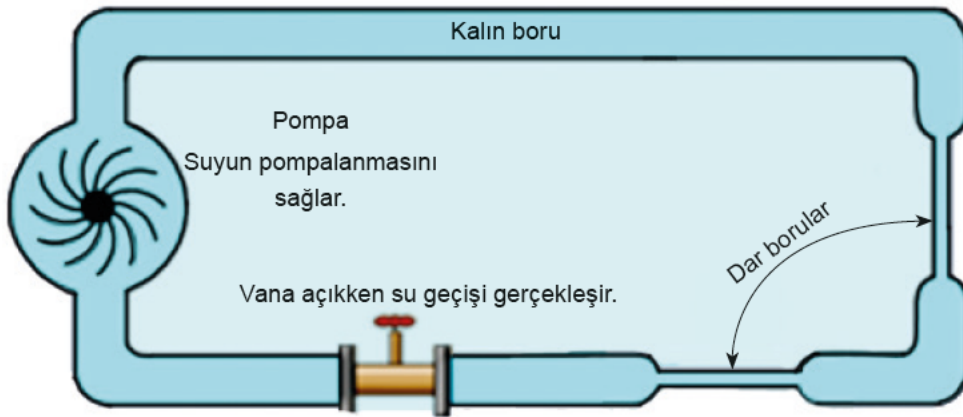 Kalın boru
Pompa
Suyun pompalanmasını
sağlar.
Dar borular
Vana açıkken su geçişi gerçekleşir.